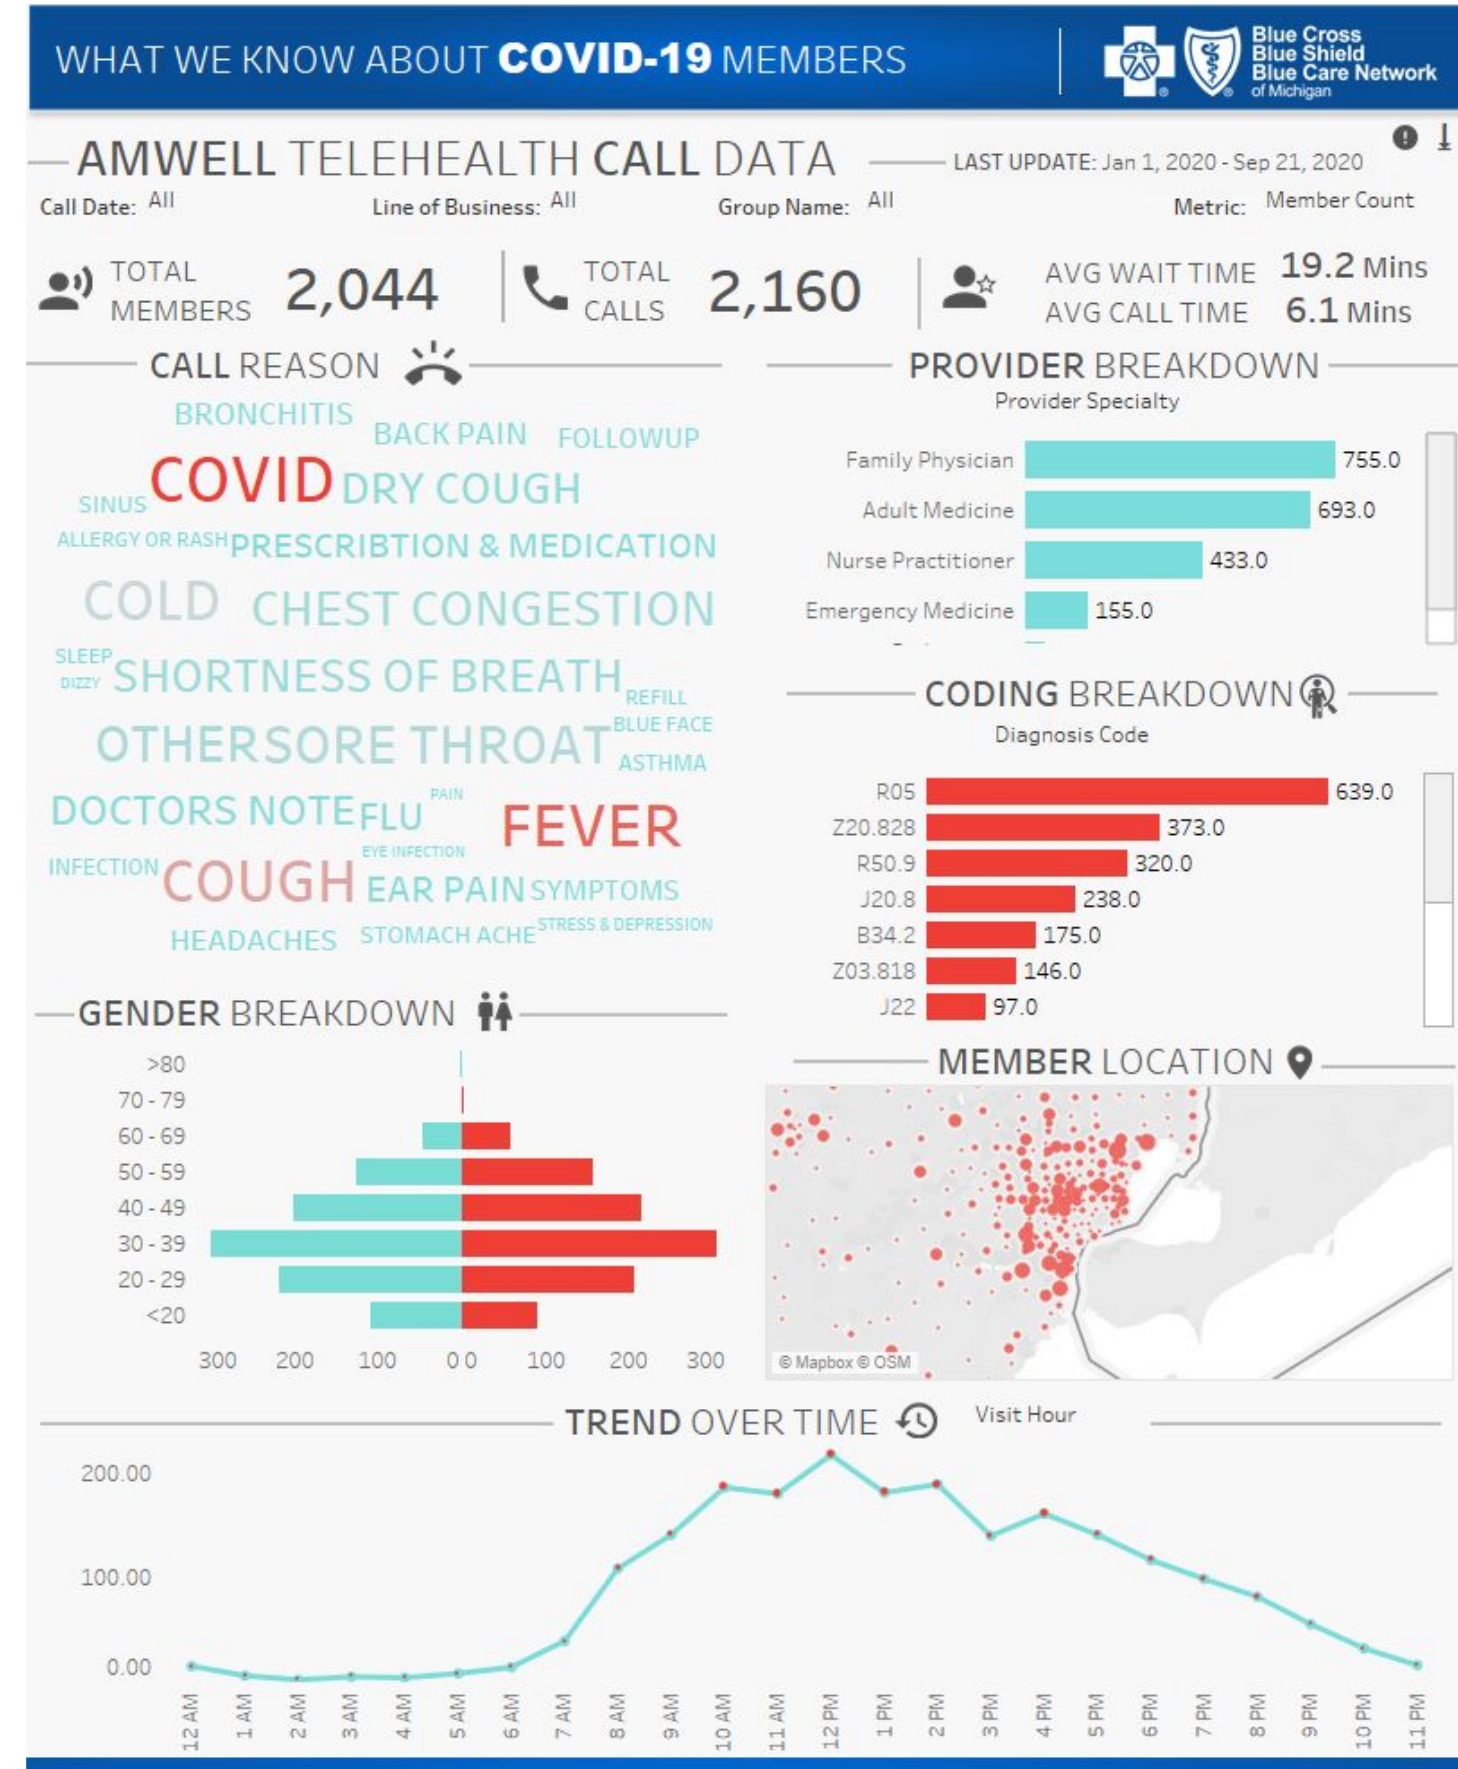 WHAT WE KNOW ABOUT COVID-19 MEMBERS
Blue Cross
Blue Shield
Blue Care Network
of Michigan
AMWELL TELEHEALTH CALL DATA
LAST UPDATE: Jan 1, 2020 - Sep 21, 2020
Call Date: All
Line of Business: All
Group Name: All
Metric: Member Count
TOTAL MEMBERS 2,044
TOTAL CALLS 2,160
AVG WAIT TIME 19.2 Mins
AVG CALL TIME 6.1 Mins
CALL REASON
BRONCHITIS
BACK PAIN
FOLLOWUP
COVID
DRY COUGH
SINUS
ALLERGY OR RASH
PRESCRIBTION & MEDICATION
COLD
CHEST CONGESTION
SLEEP
DIZZY
SHORTNESS OF BREATH
REFILL
BLUE FACE
OTHER
SORE THROAT
ASTHMA
DOCTORS NOTE
FLU
PAIN
FEVER
EYE INFECTION
INFECTION
COUGH
EAR PAIN
SYMPTOMS
HEADACHES
STOMACH ACHE
STRESS & DEPRESSION
PROVIDER BREAKDOWN
Provider Specialty
Family Physician 755.0
Adult Medicine 693.0
Nurse Practitioner 433.0
Emergency Medicine 155.0
CODING BREAKDOWN
Diagnosis Code
R05 639.0
Z20.828 373.0
R50.9 320.0
J20.8 238.0
B34.2 175.0
Z03.818 146.0
J22 97.0
GENDER BREAKDOWN
>80
70 - 79
60 - 69
50 - 59
40 - 49
30 - 39
20 - 29
<20
300 200 100 0 0 100 200 300
MEMBER LOCATION
© Mapbox © OSM
TREND OVER TIME
Visit Hour
200.00
100.00
0.00
12 AM
1 AM
2 AM
3 AM
4 AM
5 AM
6 AM
7 AM
8 AM
9 AM
10 AM
11 AM
12 PM
1 PM
2 PM
3 PM
4 PM
5 PM
6 PM
7 PM
8 PM
9 PM
10 PM
11 PM